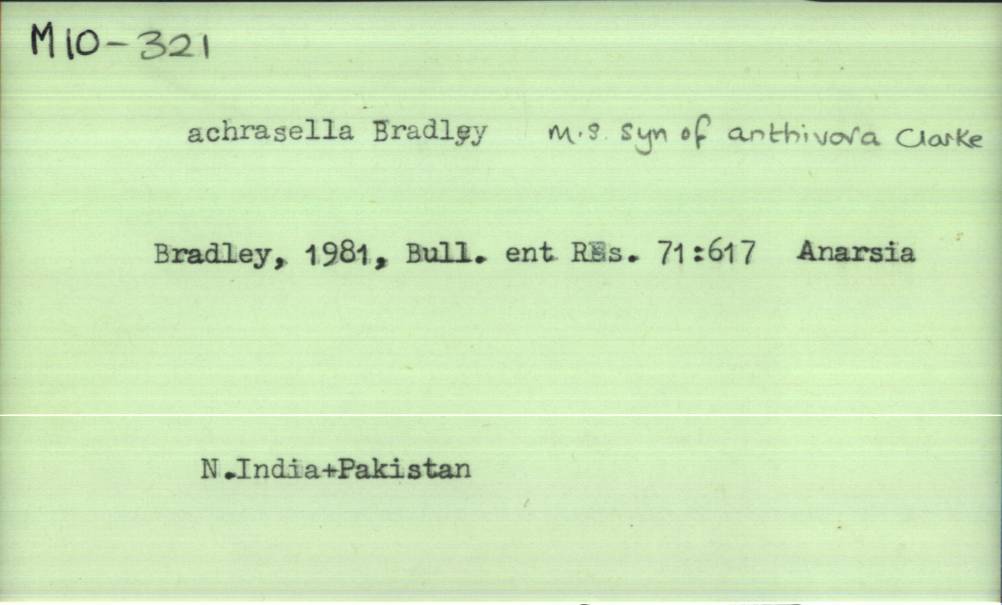 M10-321
achrasella Bradley m.s. syn of anthivora Clarke
Bradley, 1981, Bull. ent Res. 71:617 Anarsia
N.India+Pakistan